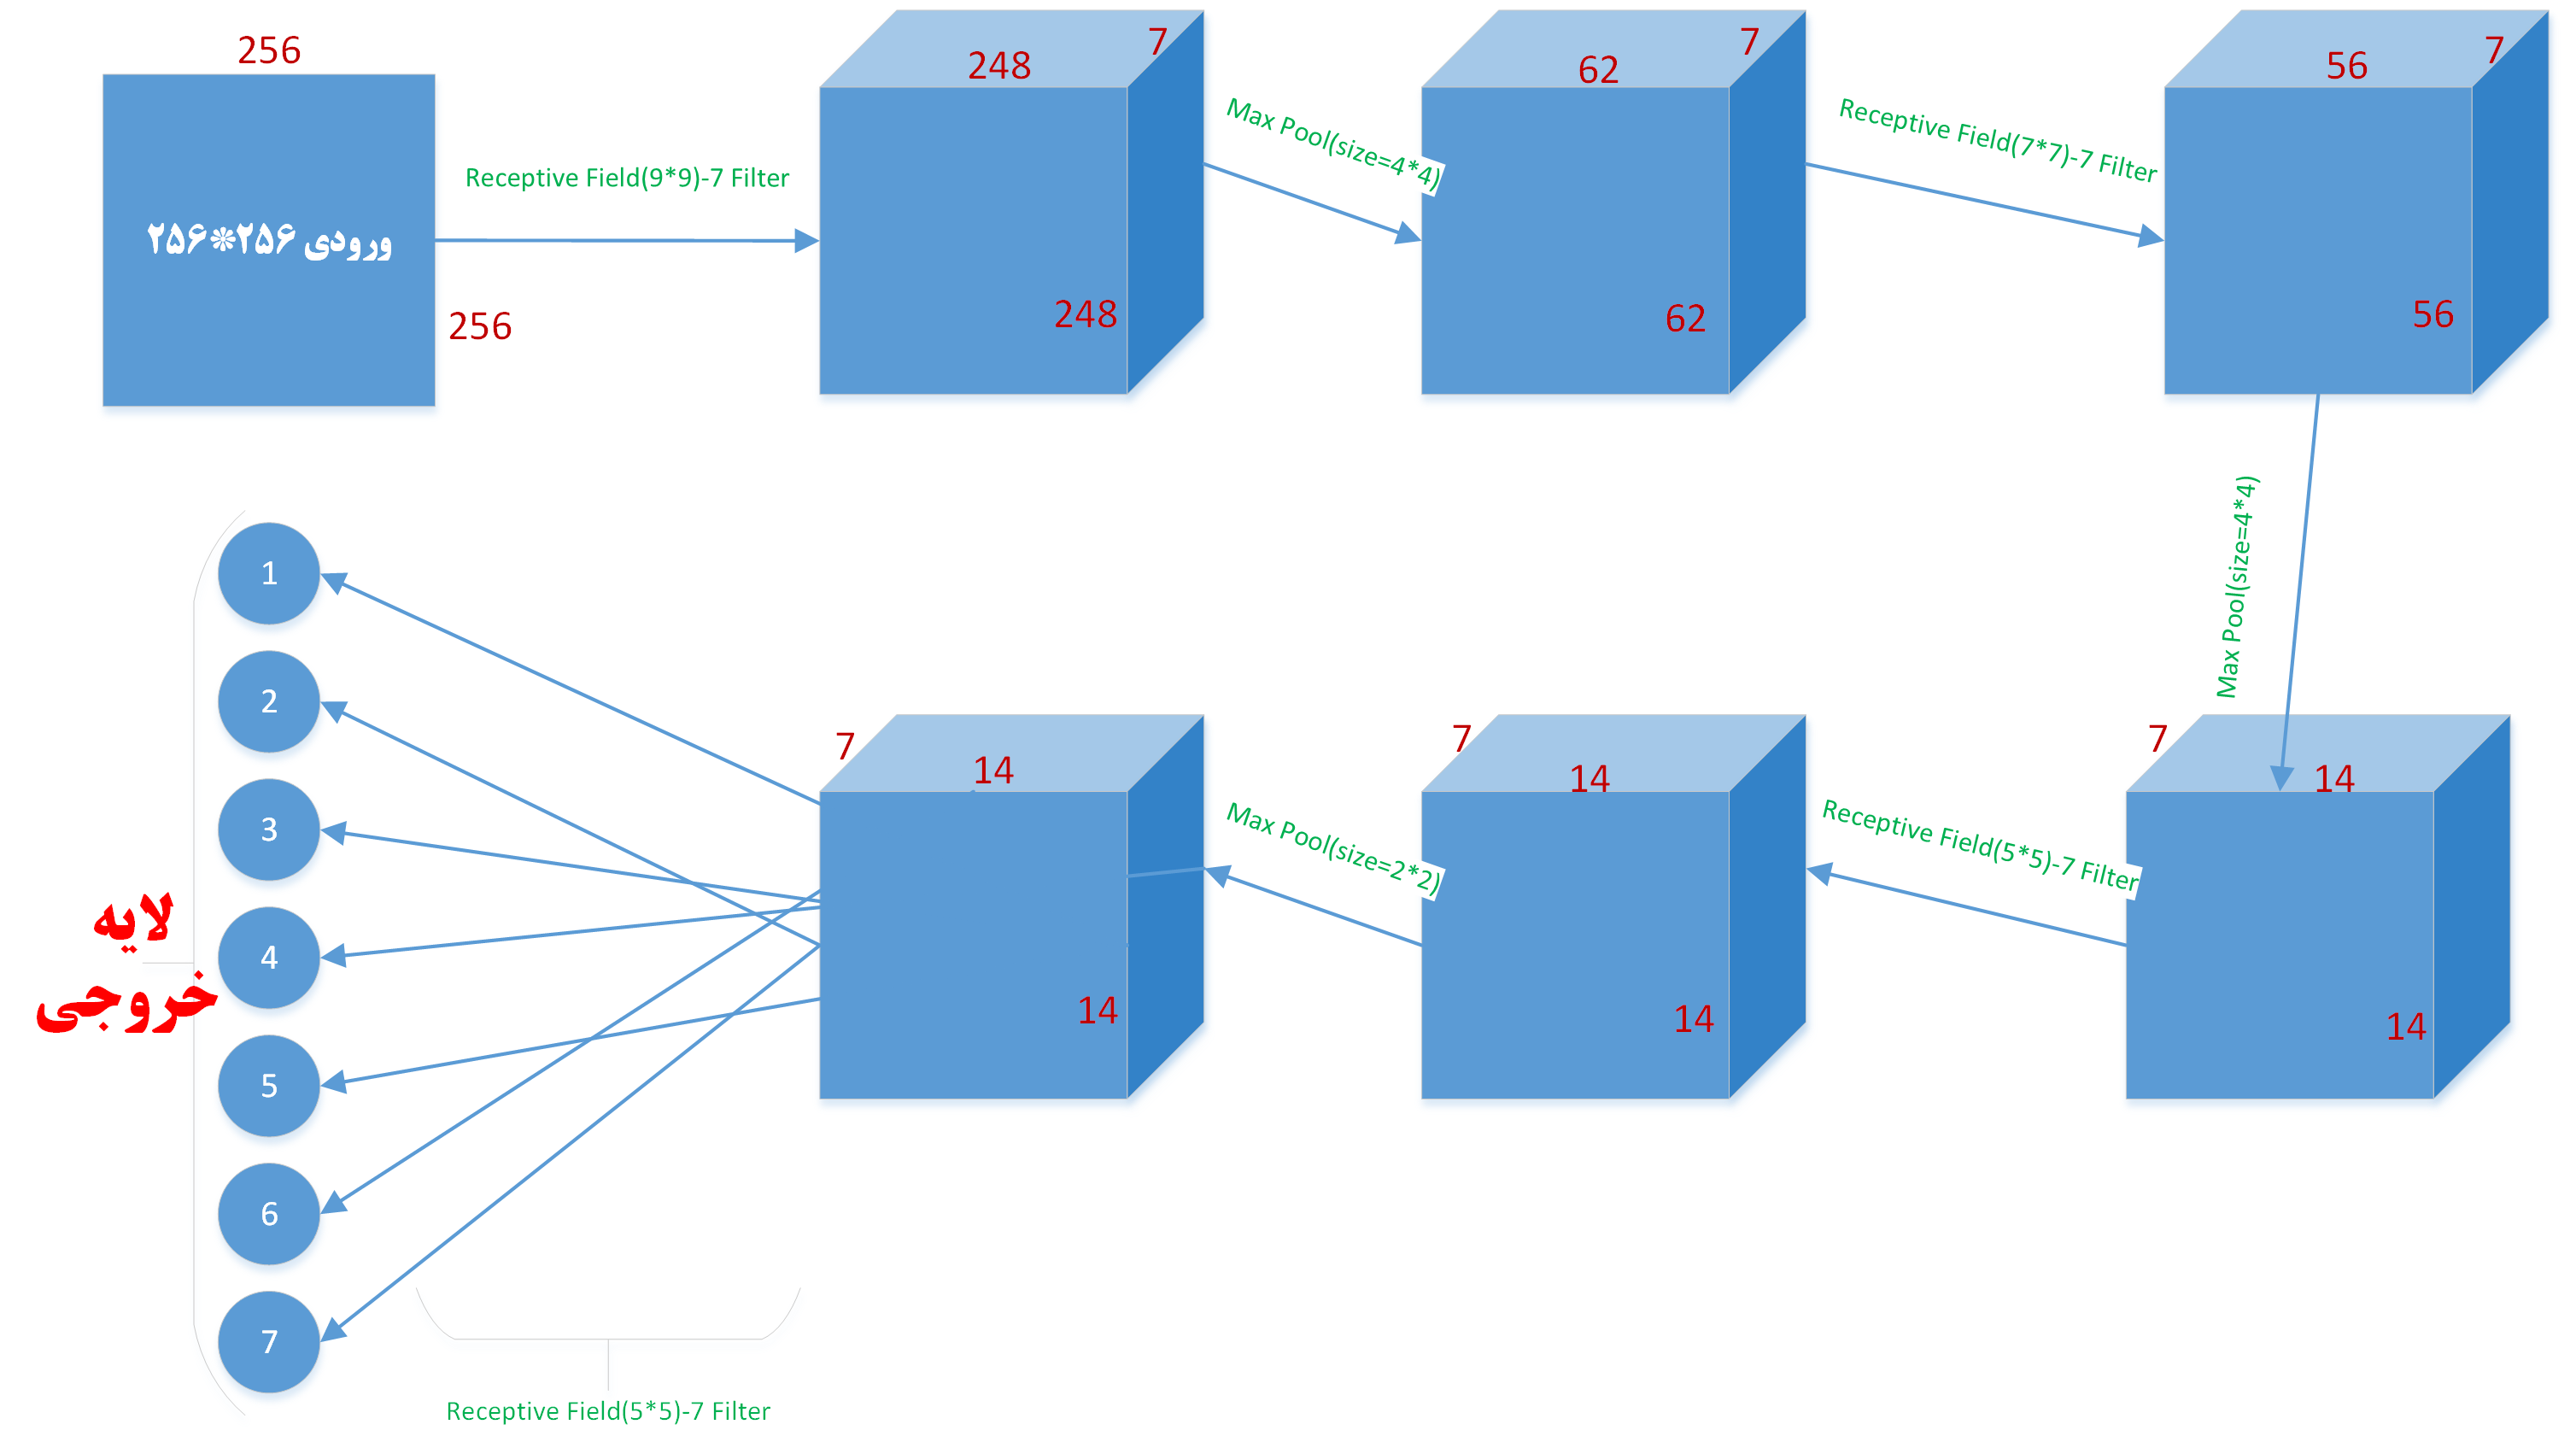 256
ورودی ۲۵۶*۲۵۶
256
Receptive Field(9*9)-7 Filter
248
7
248
Max Pool(size=4*4)
62
7
62
Receptive Field(7*7)-7 Filter
56
7
56
Max Pool(size=4*4)
7
14
14
Receptive Field(5*5)-7 Filter
7
14
14
Max Pool(size=2*2)
7
14
14
1
2
3
4
5
6
7
لایه
خروجی
Receptive Field(5*5)-7 Filter